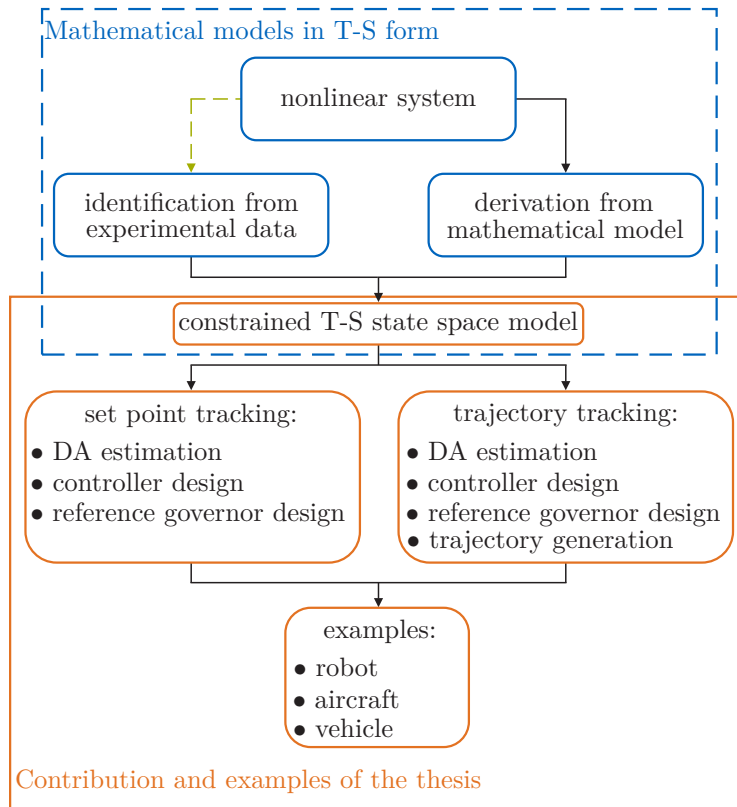 Mathematical models in T-S form
nonlinear system
identification from
experimental data
derivation from
mathematical model
constrained T-S state space model
set point tracking:
• DA estimation
• controller design
• reference governor design
trajectory tracking:
• DA estimation
• controller design
• reference governor design
• trajectory generation
examples:
• robot
• aircraft
• vehicle
Contribution and examples of the thesis